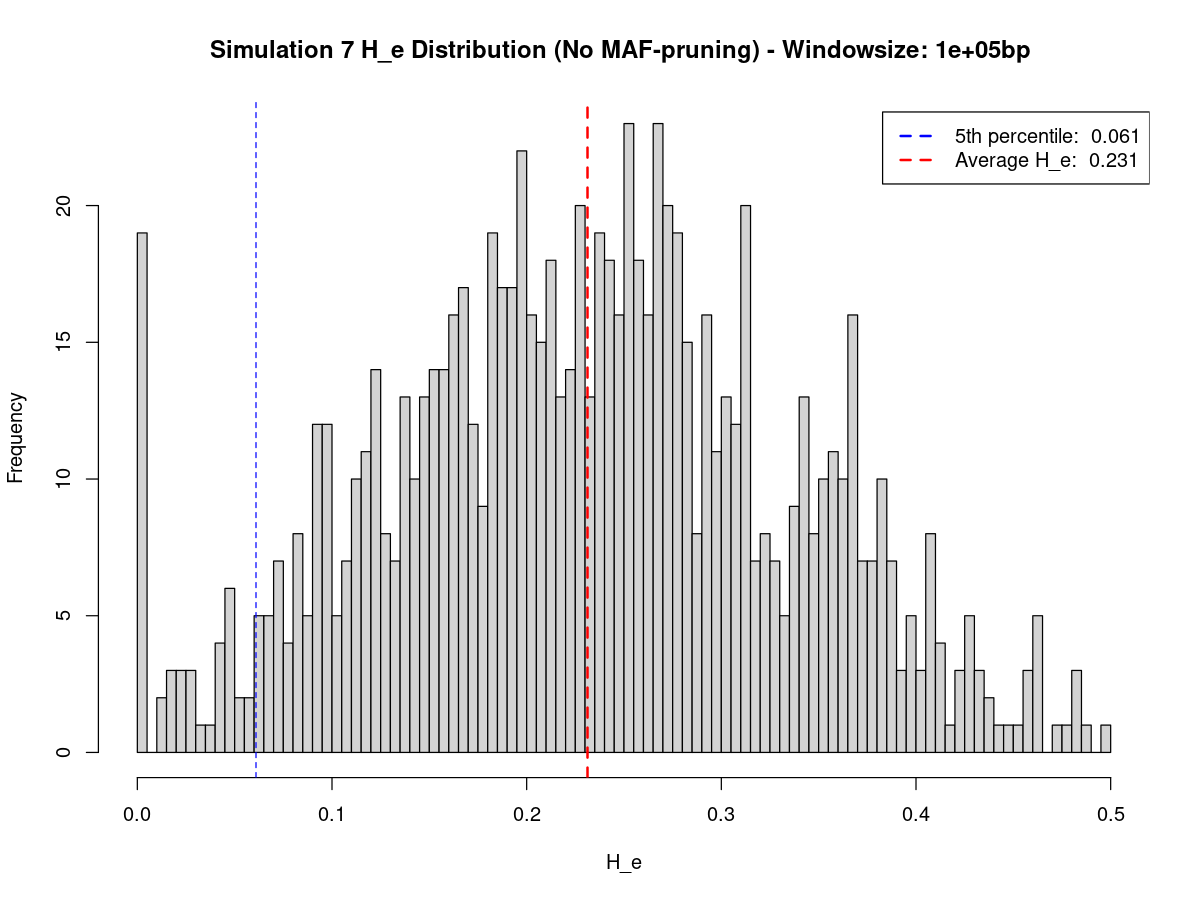 Simulation 7 H_e Distribution (No MAF-pruning) - Windowsize: 1e+05bp
5th percentile: 0.061
Average H_e: 0.231
Frequency
20
15
10
5
0
0.0 0.1 0.2 0.3 0.4 0.5
H_e